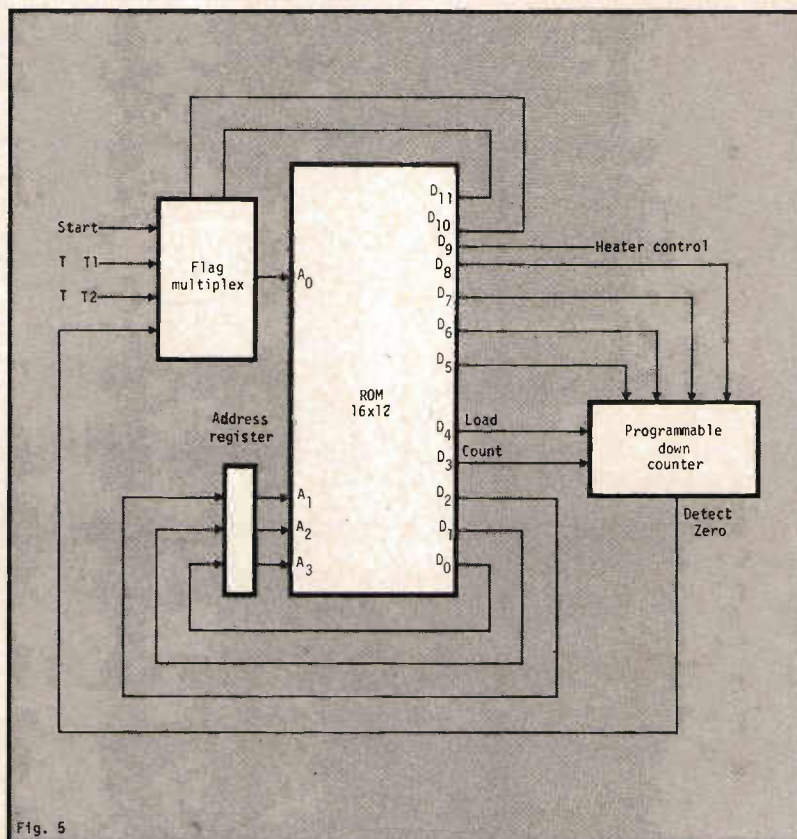 Start
T T1
T T2
Flag
multiplex
A0
Address
register
A1
A2
A3
ROM
16x12
D11
D10
D9
D8
D7
D6
D5
D4
D3
D2
D1
D0
Heater control
Load
Count
Programmable
down
counter
Detect
Zero
Fig. 5